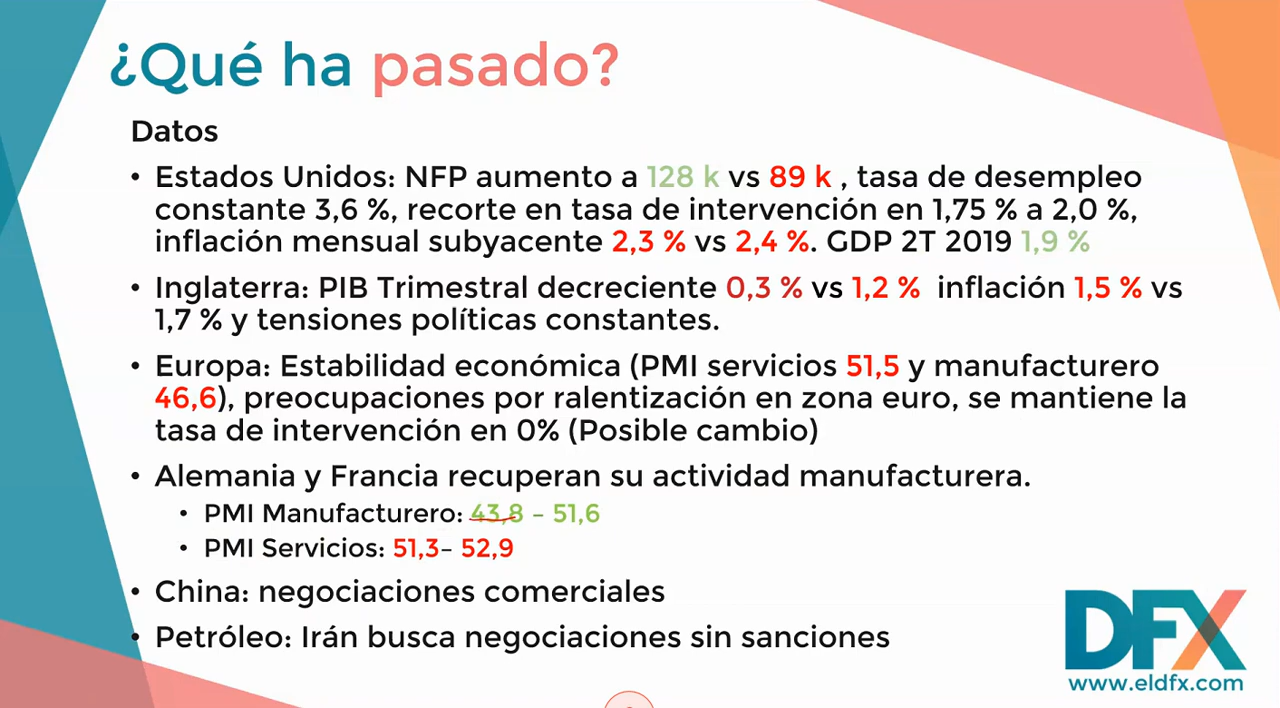 ¿Qué ha pasado?
Datos
• Estados Unidos: NFP aumento a 128 k vs 89 k , tasa de desempleo
constante 3,6 %, recorte en tasa de intervención en 1,75 % a 2,0 %,
inflación mensual subyacente 2,3 % vs 2,4 %. GDP 2T 2019 1,9 %
• Inglaterra: PIB Trimestral decreciente 0,3 % vs 1,2 % inflación 1,5 % vs
1,7 % y tensiones políticas constantes.
• Europa: Estabilidad económica (PMI servicios 51,5 y manufacturero
46,6), preocupaciones por ralentización en zona euro, se mantiene la
tasa de intervención en 0% (Posible cambio)
• Alemania y Francia recuperan su actividad manufacturera.
• PMI Manufacturero: 43,8 – 51,6
• PMI Servicios: 51,3– 52,9
• China: negociaciones comerciales
• Petróleo: Irán busca negociaciones sin sanciones
DFX
www.eldfx.com